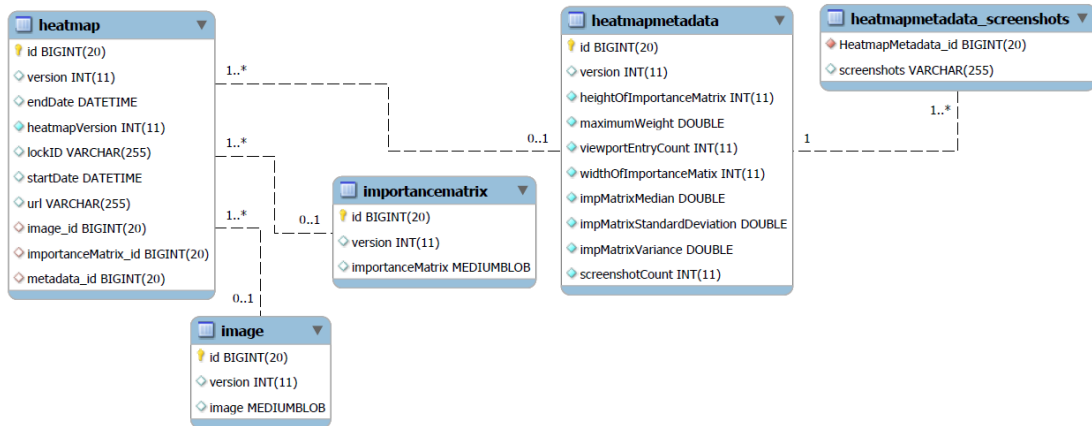 heatmap
id BIGINT(20)
version INT(11)
endDate DATETIME
heatmapVersion INT(11)
lockID VARCHAR(255)
startDate DATETIME
url VARCHAR(255)
image_id BIGINT(20)
importanceMatrix_id BIGINT(20)
metadata_id BIGINT(20)
1..*
1..*
1..*
0..1
0..1
0..1
image
id BIGINT(20)
version INT(11)
image MEDIUMBLOB
importancematrix
id BIGINT(20)
version INT(11)
importanceMatrix MEDIUMBLOB
heatmapmetadata
id BIGINT(20)
version INT(11)
heightOfImportanceMatrix INT(11)
maximumWeight DOUBLE
viewportEntryCount INT(11)
widthOfImportanceMatix INT(11)
impMatrixMedian DOUBLE
impMatrixStandardDeviation DOUBLE
impMatrixVariance DOUBLE
screenshotCount INT(11)
1
1..*
heatmapmetadata_screenshots
HeatmapMetadata_id BIGINT(20)
screenshots VARCHAR(255)